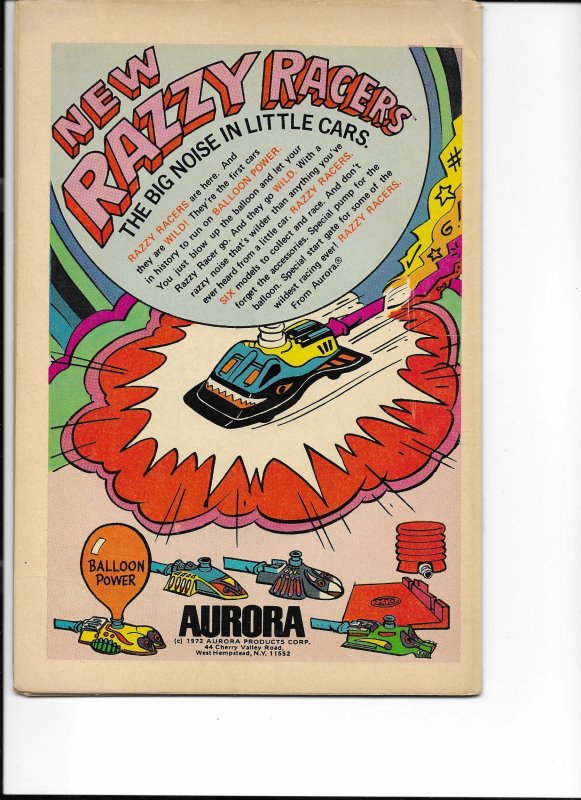 NEW
RAZZY RACERS™
THE BIG NOISE IN LITTLE CARS.
RAZZY RACERS are here. And
they are WILD! They're the first cars
in history to run on BALLOON POWER.
You just blow up the balloon and let your
Razzy Racer go. And they go WILD. With a
razzy noise that's wilder than anything you've
ever heard from a little car. RAZZY RACERS.
SIX models to collect and race. And don't
forget the accessories. Special pump for the
balloon. Special start gate for some of the
wildest racing ever! RAZZY RACERS.
From Aurora.®
#
G!
BALLOON
POWER
AURORA
(c) 1972 AURORA PRODUCTS CORP.
44 Cherry Valley Road,
West Hempstead, N.Y. 11552